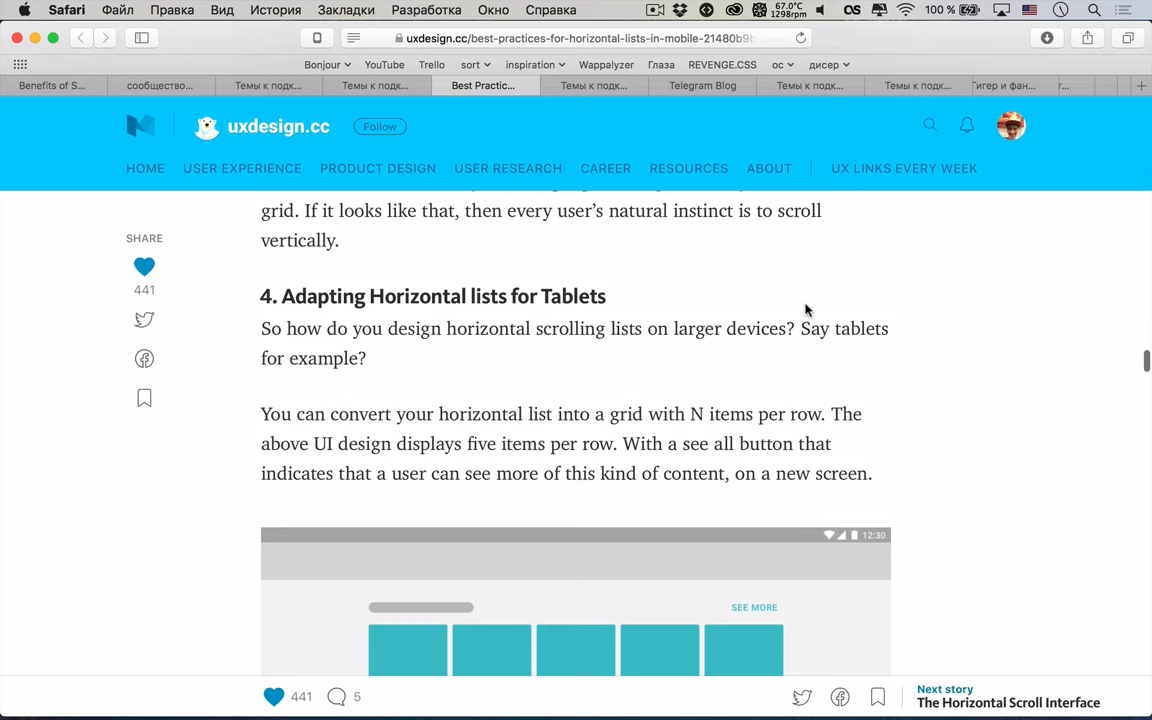 Safari Файл Правка Вид История Закладки Разработка Окно Справка 67.0°C 1298rpm 100 %
uxdesign.cc/best-practices-for-horizontal-lists-in-mobile-21480b9b
Bonjour YouTube Trello sort inspiration Wappalyzer Глаза REVENGE.CSS ос дисер
Benefits of S... сообщество... Темы к подк... Темы к подк... Best Practic... Темы к подк... Telegram Blog Темы к подк... Темы к подк... Гигер и фан...
uxdesign.cc Follow
HOME USER EXPERIENCE PRODUCT DESIGN USER RESEARCH CAREER RESOURCES ABOUT UX LINKS EVERY WEEK
grid. If it looks like that, then every user's natural instinct is to scroll
vertically.
SHARE
441
4. Adapting Horizontal lists for Tablets
So how do you design horizontal scrolling lists on larger devices? Say tablets
for example?
You can convert your horizontal list into a grid with N items per row. The
above UI design displays five items per row. With a see all button that
indicates that a user can see more of this kind of content, on a new screen.
12:30
SEE MORE
441 5
Next story
The Horizontal Scroll Interface